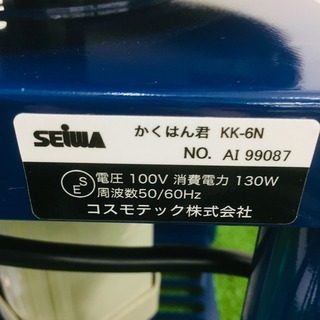 SEIWA かくはん君 KK-6N
NO. AI 99087
電圧 100V 消費電力 130W
周波数50/60Hz
コスモテック株式会社